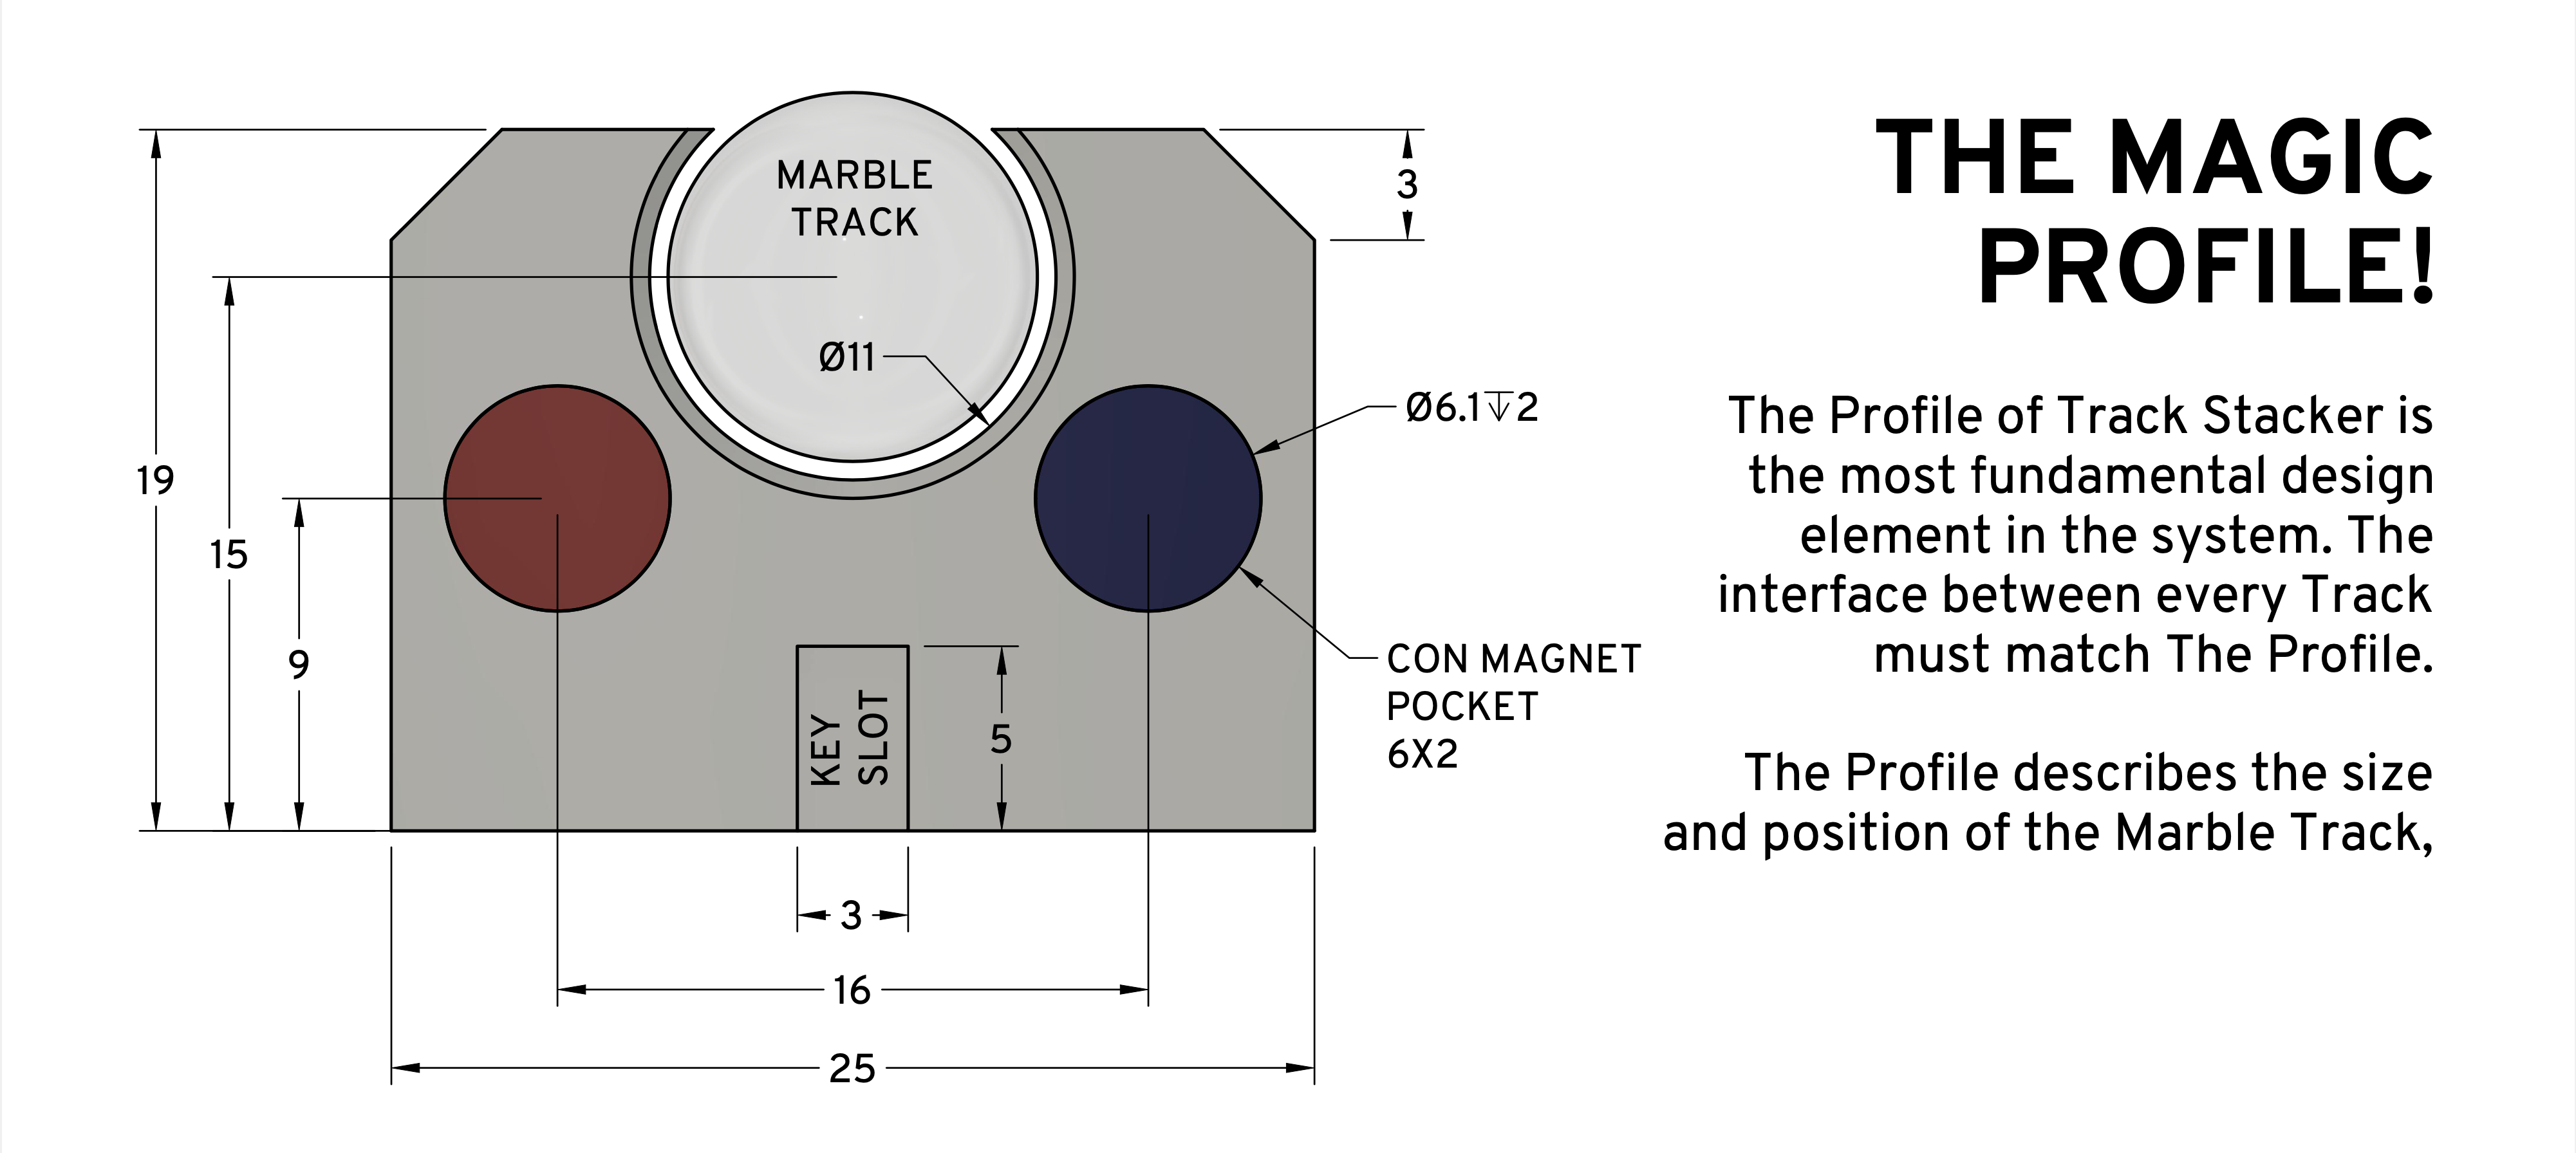 THE MAGIC
PROFILE!
The Profile of Track Stacker is
the most fundamental design
element in the system. The
interface between every Track
must match The Profile.
The Profile describes the size
and position of the Marble Track,
MARBLE
TRACK
Ø11
3
19
15
9
Ø6.1↧2
CON MAGNET
POCKET
6X2
KEY
SLOT
5
3
16
25